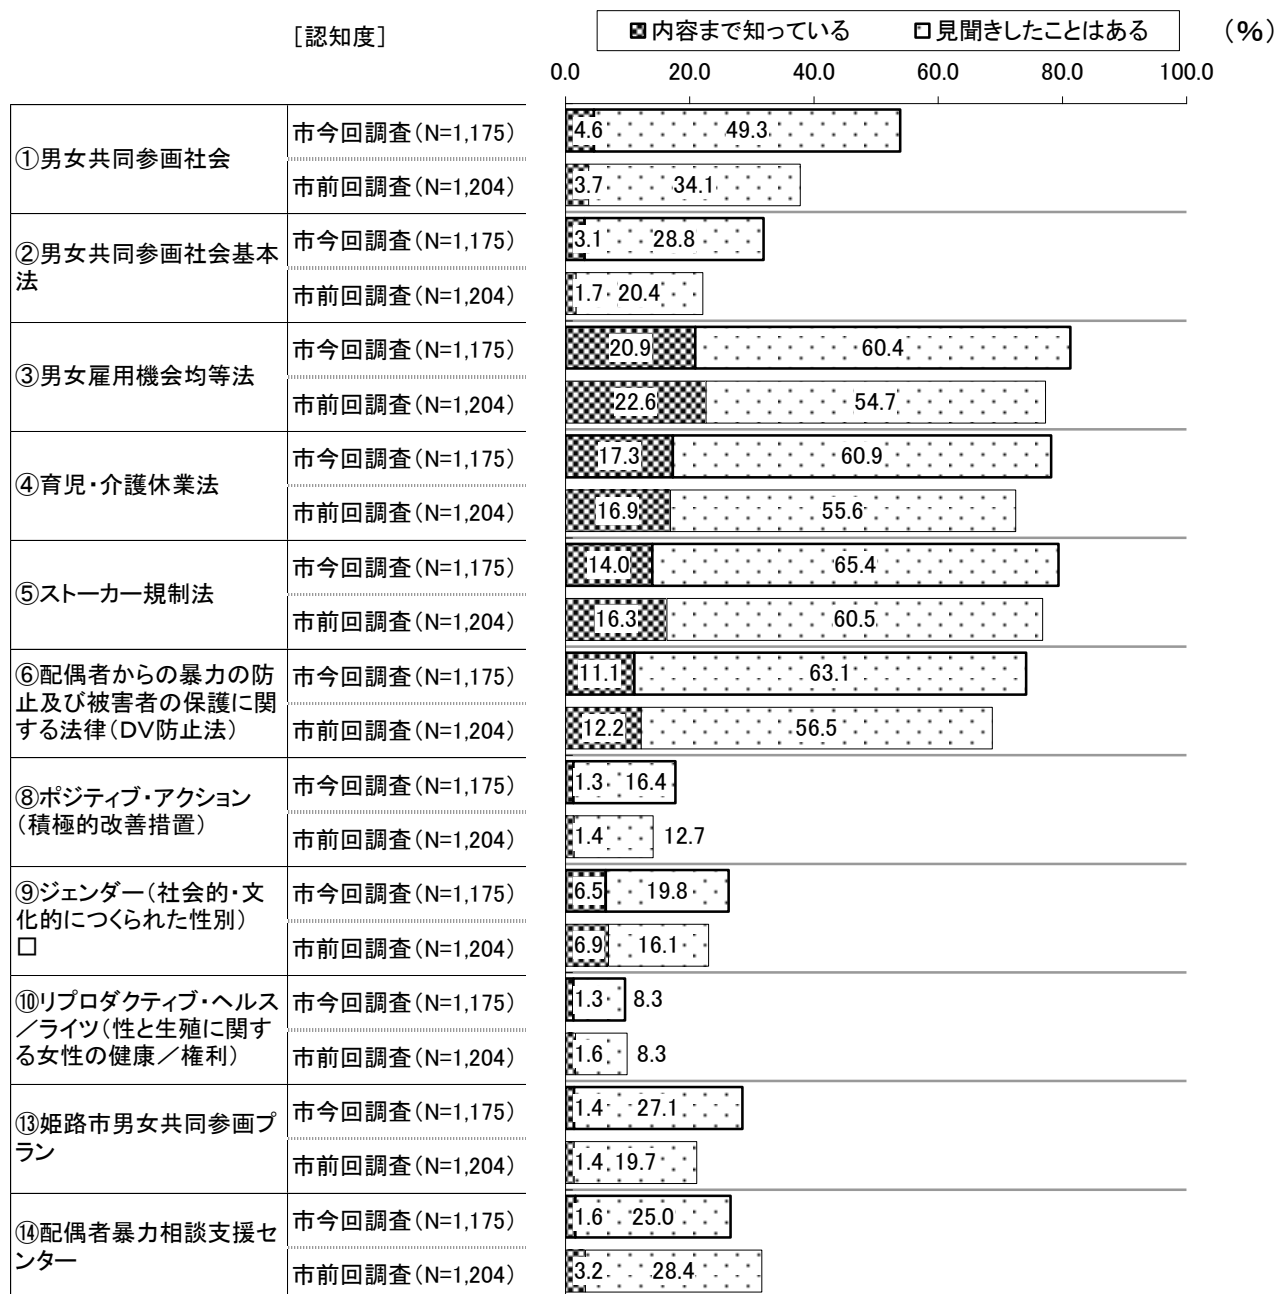 ［認知度］
内容まで知っている 見聞きしたことはある
（％）
0.0 20.0 40.0 60.0 80.0 100.0
①男女共同参画社会
市今回調査（N=1,175） 4.6 49.3
市前回調査（N=1,204） 3.7 34.1
②男女共同参画社会基本
法
市今回調査（N=1,175） 3.1 28.8
市前回調査（N=1,204） 1.7 20.4
③男女雇用機会均等法
市今回調査（N=1,175） 20.9 60.4
市前回調査（N=1,204） 22.6 54.7
④育児・介護休業法
市今回調査（N=1,175） 17.3 60.9
市前回調査（N=1,204） 16.9 55.6
⑤ストーカー規制法
市今回調査（N=1,175） 14.0 65.4
市前回調査（N=1,204） 16.3 60.5
⑥配偶者からの暴力の防
止及び被害者の保護に関
する法律（ＤＶ防止法）
市今回調査（N=1,175） 11.1 63.1
市前回調査（N=1,204） 12.2 56.5
⑧ポジティブ・アクション
（積極的改善措置）
市今回調査（N=1,175） 1.3 16.4
市前回調査（N=1,204） 1.4 12.7
⑨ジェンダー（社会的・文
化的につくられた性別）
□
市今回調査（N=1,175） 6.5 19.8
市前回調査（N=1,204） 6.9 16.1
⑩リプロダクティブ・ヘルス
／ライツ（性と生殖に関す
る女性の健康／権利）
市今回調査（N=1,175） 1.3 8.3
市前回調査（N=1,204） 1.6 8.3
⑬姫路市男女共同参画プ
ラン
市今回調査（N=1,175） 1.4 27.1
市前回調査（N=1,204） 1.4 19.7
⑭配偶者暴力相談支援セ
ンター
市今回調査（N=1,175） 1.6 25.0
市前回調査（N=1,204） 3.2 28.4